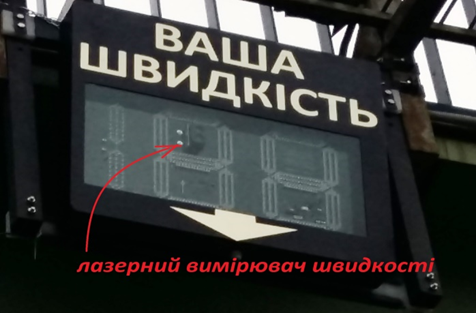 ВАША
ШВИДКІСТЬ
лазерний вимірювач швидкості